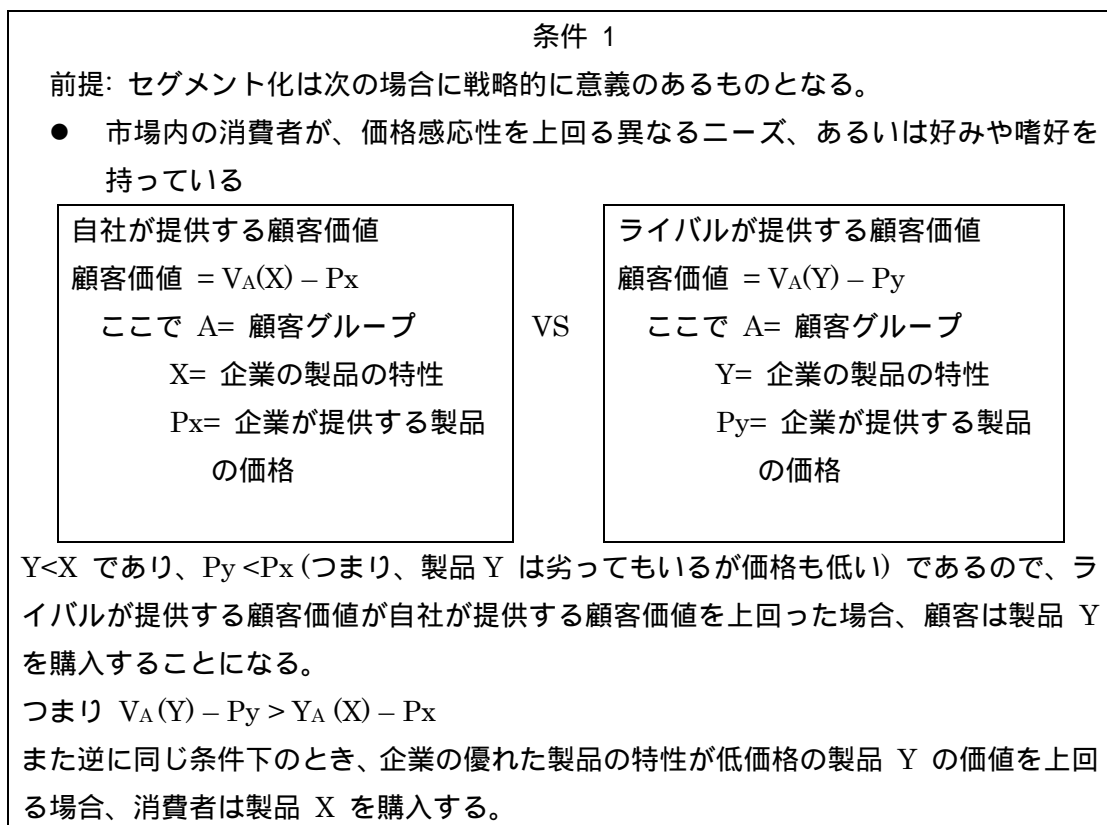 条件 1
前提: セグメント化は次の場合に戦略的に意義のあるものとなる。
● 市場内の消費者が、価格感応性を上回る異なるニーズ、あるいは好みや嗜好を
持っている
自社が提供する顧客価値
顧客価値 = VA(X) – Px
ここで A= 顧客グループ
X= 企業の製品の特性
Px= 企業が提供する製品
の価格
VS
ライバルが提供する顧客価値
顧客価値 = VA(Y) – Py
ここで A= 顧客グループ
Y= 企業の製品の特性
Py= 企業が提供する製品
の価格
Y<X であり、Py <Px (つまり、製品 Y は劣ってもいるが価格も低い) であるので、ラ
イバルが提供する顧客価値が自社が提供する顧客価値を上回った場合、顧客は製品 Y
を購入することになる。
つまり VA (Y) – Py > YA (X) – Px
また逆に同じ条件下のとき、企業の優れた製品の特性が低価格の製品 Y の価値を上回
る場合、消費者は製品 X を購入する。